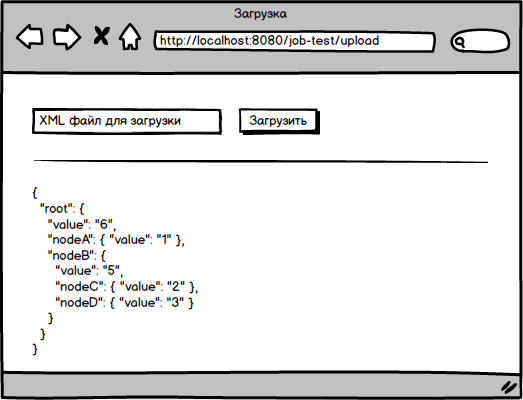 Загрузка
http://localhost:8080/job-test/upload
XML файл для загрузки
Загрузить
{
"root": {
"value": "6",
"nodeA": { "value": "1" },
"nodeB": {
"value": "5",
"nodeC": { "value": "2" },
"nodeD": { "value": "3" }
}
}
}